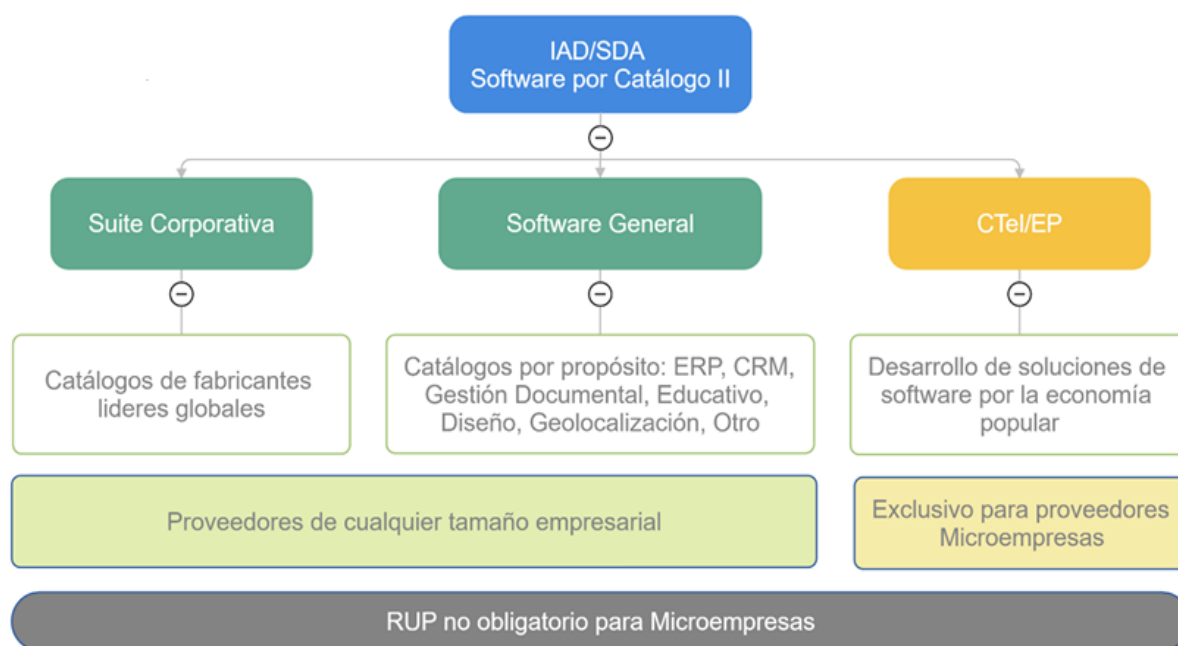 IAD/SDA
Software por Catálogo II
Suite Corporativa
Software General
CTeI/EP
Catálogos de fabricantes
lideres globales
Catálogos por propósito: ERP, CRM,
Gestión Documental, Educativo,
Diseño, Geolocalización, Otro
Desarrollo de soluciones de
software por la economía
popular
Proveedores de cualquier tamaño empresarial
Exclusivo para proveedores
Microempresas
RUP no obligatorio para Microempresas